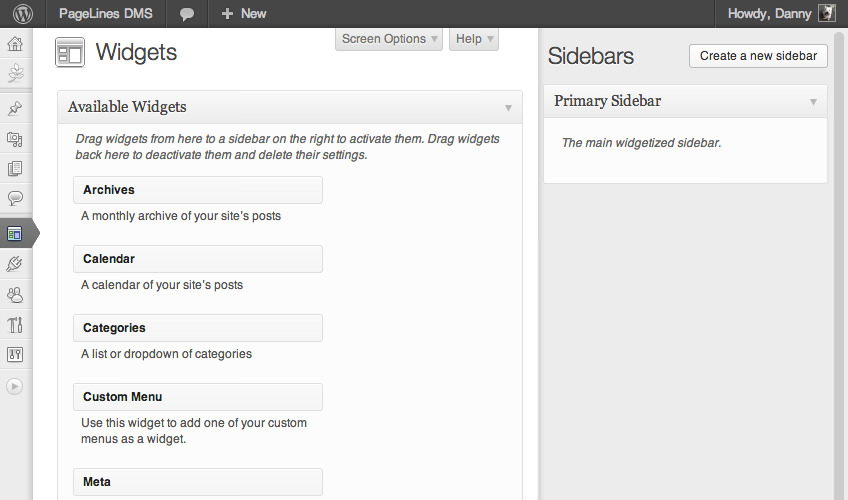 PageLines DMS
New
Howdy, Danny
Widgets
Screen Options
Help
Available Widgets
Drag widgets from here to a sidebar on the right to activate them. Drag widgets
back here to deactivate them and delete their settings.
Archives
A monthly archive of your site's posts
Calendar
A calendar of your site's posts
Categories
A list or dropdown of categories
Custom Menu
Use this widget to add one of your custom
menus as a widget.
Meta
Sidebars
Create a new sidebar
Primary Sidebar
The main widgetized sidebar.